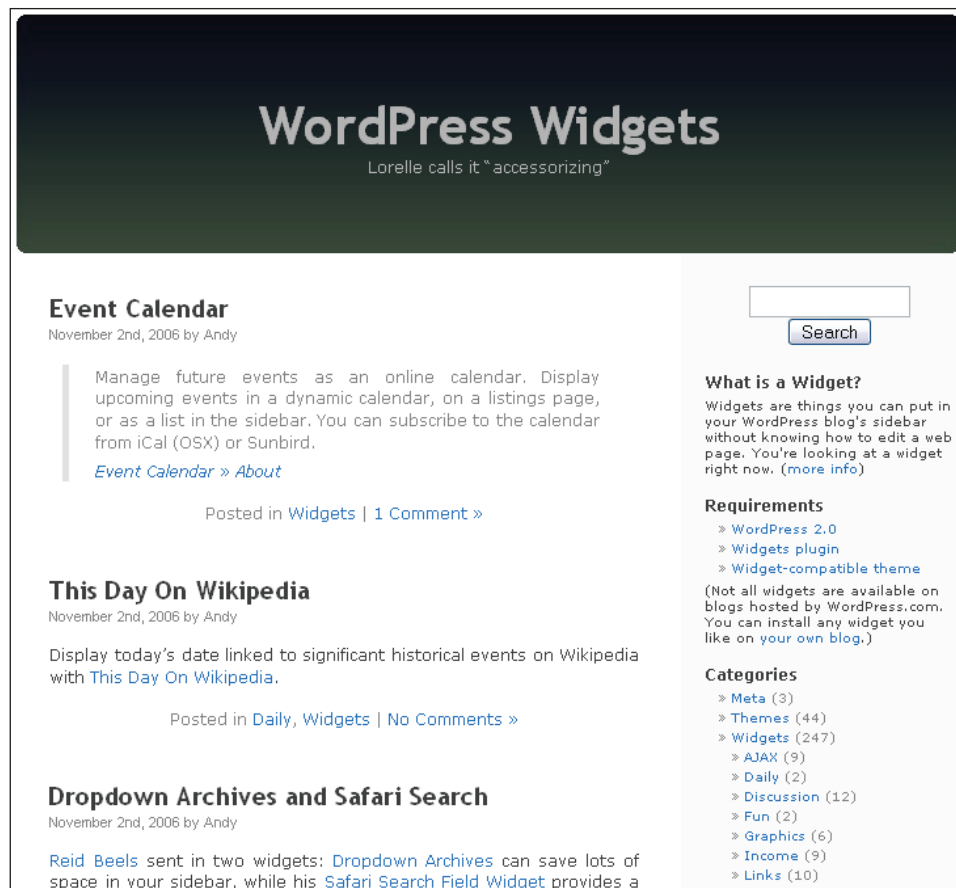 WordPress Widgets
Lorelle calls it “accessorizing”
Event Calendar
November 2nd, 2006 by Andy
Manage future events as an online calendar. Display
upcoming events in a dynamic calendar, on a listings page,
or as a list in the sidebar. You can subscribe to the calendar
from iCal (OSX) or Sunbird.
Event Calendar » About
Posted in Widgets | 1 Comment »
This Day On Wikipedia
November 2nd, 2006 by Andy
Display today’s date linked to significant historical events on Wikipedia
with This Day On Wikipedia.
Posted in Daily, Widgets | No Comments »
Dropdown Archives and Safari Search
November 2nd, 2006 by Andy
Reid Beels sent in two widgets: Dropdown Archives can save lots of
space in your sidebar, while his Safari Search Field Widget provides a
Search
What is a Widget?
Widgets are things you can put in
your WordPress blog's sidebar
without knowing how to edit a web
page. You're looking at a widget
right now. (more info)
Requirements
» WordPress 2.0
» Widgets plugin
» Widget-compatible theme
(Not all widgets are available on
blogs hosted by WordPress.com.
You can install any widget you
like on your own blog.)
Categories
» Meta (3)
» Themes (44)
» Widgets (247)
» AJAX (9)
» Daily (2)
» Discussion (12)
» Fun (2)
» Graphics (6)
» Income (9)
» Links (10)